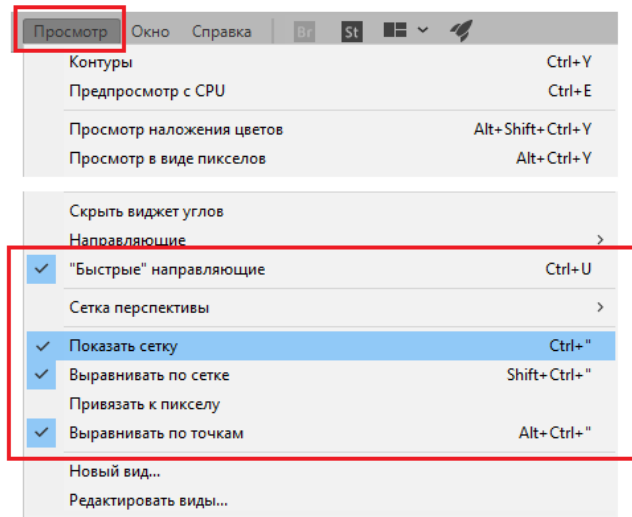 Просмотр Окно Справка Br St
Контуры Ctrl+Y
Предпросмотр с CPU Ctrl+E
Просмотр наложения цветов Alt+Shift+Ctrl+Y
Просмотр в виде пикселов Alt+Ctrl+Y
Скрыть виджет углов
Направляющие
"Быстрые" направляющие Ctrl+U
Сетка перспективы
Показать сетку Ctrl+"
Выравнивать по сетке Shift+Ctrl+"
Привязать к пикселу
Выравнивать по точкам Alt+Ctrl+"
Новый вид...
Редактировать виды...